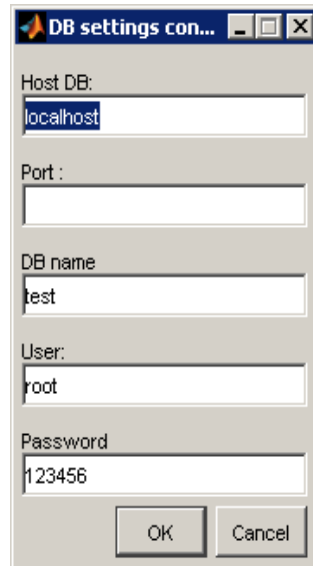 DB settings con...
Host DB:
localhost
Port :
DB name
test
User:
root
Password
123456
OK Cancel